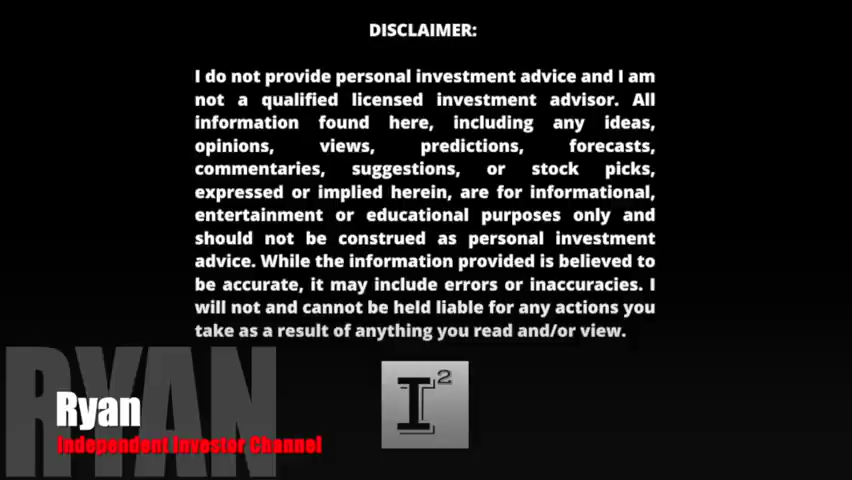 DISCLAIMER:
I do not provide personal investment advice and I am
not a qualified licensed investment advisor. All
information found here, including any ideas,
opinions, views, predictions, forecasts,
commentaries, suggestions, or stock picks,
expressed or implied herein, are for informational,
entertainment or educational purposes only and
should not be construed as personal investment
advice. While the information provided is believed to
be accurate, it may include errors or inaccuracies. I
will not and cannot be held liable for any actions you
take as a result of anything you read and/or view.
RYAN
Ryan
Independent Investor Channel
I²